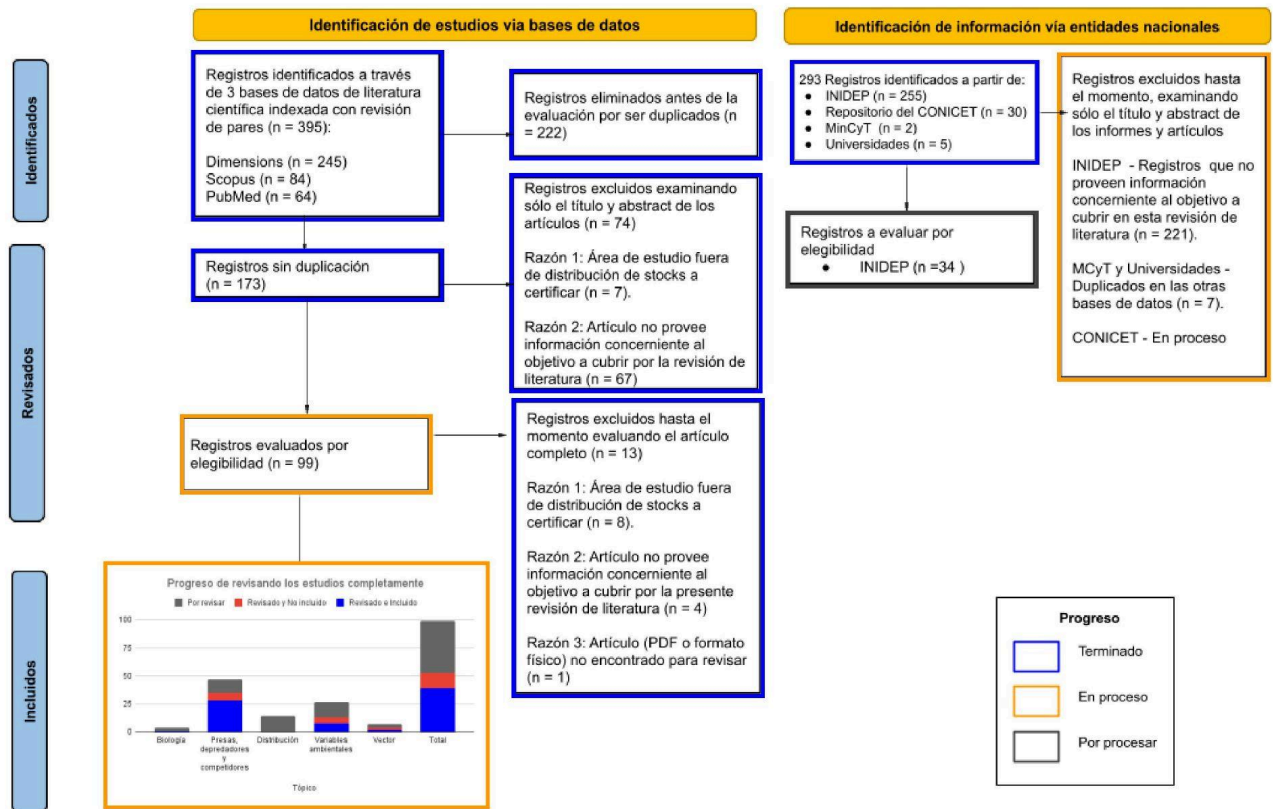 Identificación de estudios via bases de datos
Identificación de información vía entidades nacionales
Identificados
Registros identificados a través
de 3 bases de datos de literatura
científica indexada con revisión
de pares (n = 395):
Dimensions (n = 245)
Scopus (n = 84)
PubMed (n = 64)
Registros eliminados antes de la
evaluación por ser duplicados (n
= 222)
293 Registros identificados a partir de:
● INIDEP (n = 255)
● Repositorio del CONICET (n = 30)
● MinCyT (n = 2)
● Universidades (n = 5)
Registros excluidos hasta
el momento, examinando
sólo el título y abstract de
los informes y artículos
INIDEP - Registros que no
proveen información
concerniente al objetivo a
cubrir en esta revisión de
literatura (n = 221).
MCyT y Universidades -
Duplicados en las otras
bases de datos (n = 7).
CONICET - En proceso
Revisados
Registros sin duplicación
(n = 173)
Registros excluidos examinando
sólo el título y abstract de los
artículos (n = 74)
Razón 1: Área de estudio fuera
de distribución de stocks a
certificar (n = 7).
Razón 2: Artículo no provee
información concerniente al
objetivo a cubrir por la revisión de
literatura (n = 67)
Registros a evaluar por
elegibilidad
● INIDEP (n =34 )
Registros evaluados por
elegibilidad (n = 99)
Registros excluidos hasta el
momento evaluando el artículo
completo (n = 13)
Razón 1: Área de estudio fuera
de distribución de stocks a
certificar (n = 8).
Razón 2: Artículo no provee
información concerniente al
objetivo a cubrir por la presente
revisión de literatura (n = 4)
Razón 3: Artículo (PDF o formato
físico) no encontrado para revisar
(n = 1)
Incluidos
Progreso de revisando los estudios completamente
Por revisar Revisado y No incluido Revisado e Incluido
100
75
50
25
0
Biología
Presas,
depredadores
y
competidores
Distribución
Variables
ambientales
Vector
Total
Tópico
Progreso
Terminado
En proceso
Por procesar